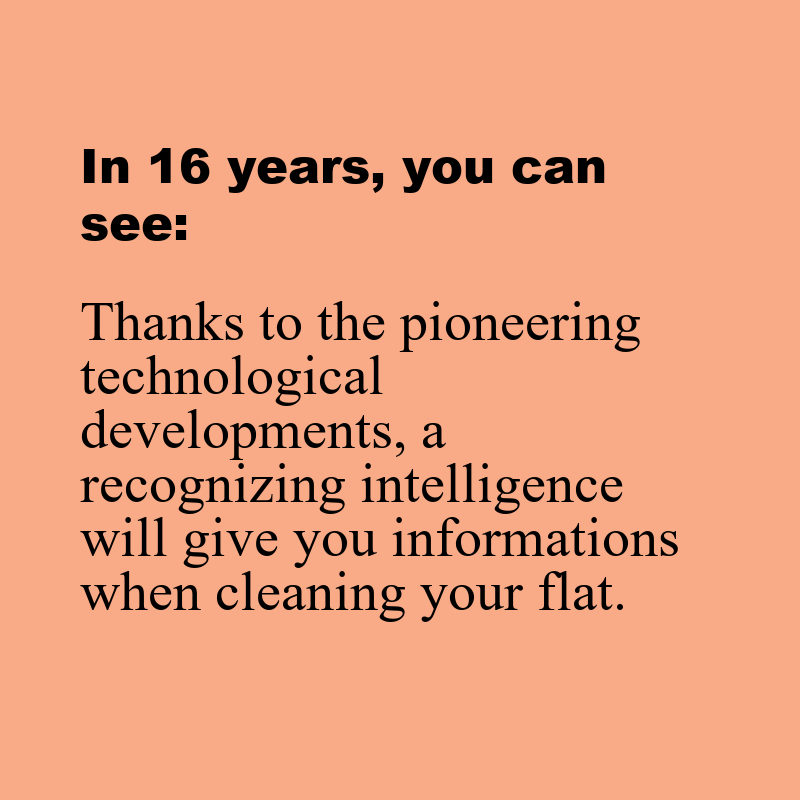 In 16 years, you can
see:
Thanks to the pioneering
technological
developments, a
recognizing intelligence
will give you informations
when cleaning your flat.